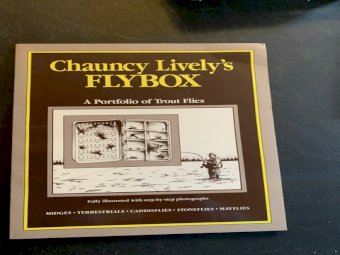 Chauncy Lively's
FLYBOX
A Portfolio of Trout Flies
Fully illustrated with step-by-step photographs
MIDGES • TERRESTRIALS • CADDISFLIES • STONEFLIES • MAYFLIES